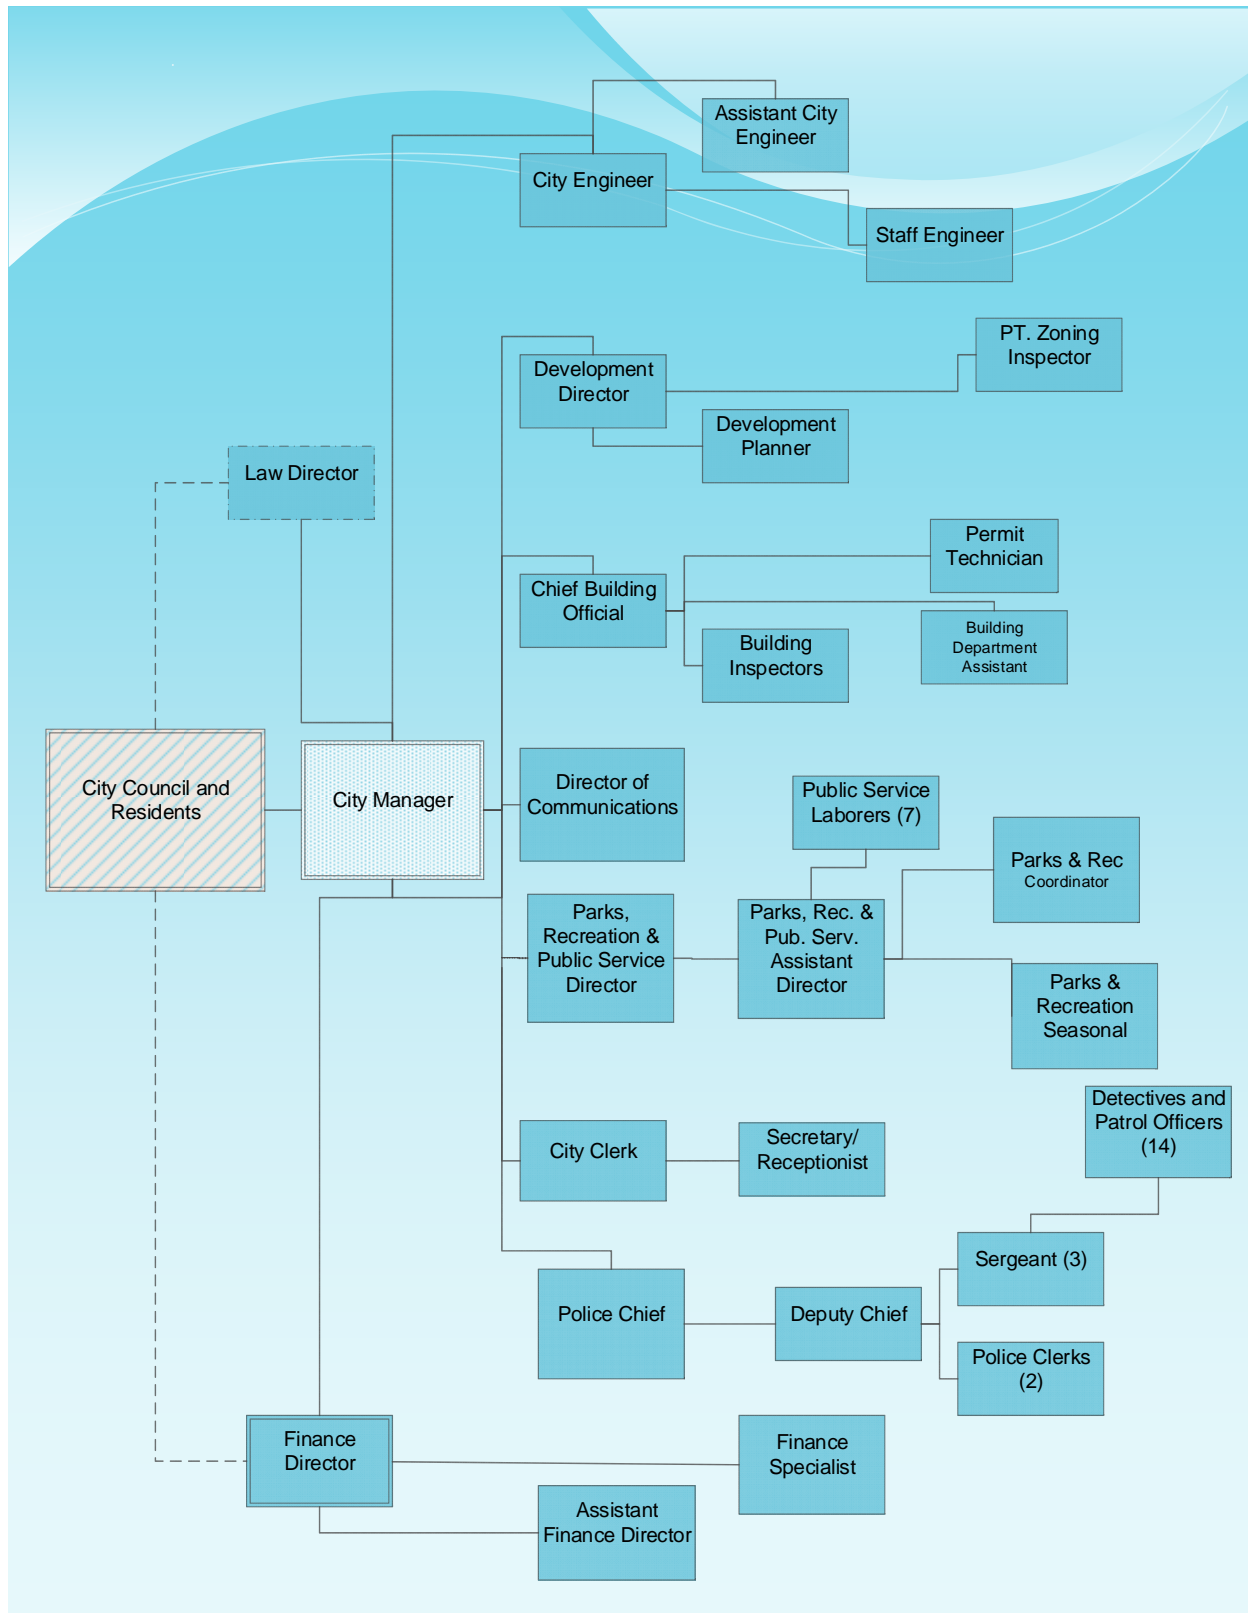 Assistant City
Engineer
City Engineer
Staff Engineer
PT. Zoning
Inspector
Development
Director
Development
Planner
Law Director
Permit
Technician
Chief Building
Official
Building
Department
Assistant
Building
Inspectors
City Council and
Residents
City Manager
Director of
Communications
Public Service
Laborers (7)
Parks & Rec
Coordinator
Parks,
Recreation &
Public Service
Director
Parks, Rec. &
Pub. Serv.
Assistant
Director
Parks &
Recreation
Seasonal
Detectives and
Patrol Officers
(14)
City Clerk
Secretary/
Receptionist
Sergeant (3)
Police Chief
Deputy Chief
Police Clerks
(2)
Finance
Director
Finance
Specialist
Assistant
Finance Director